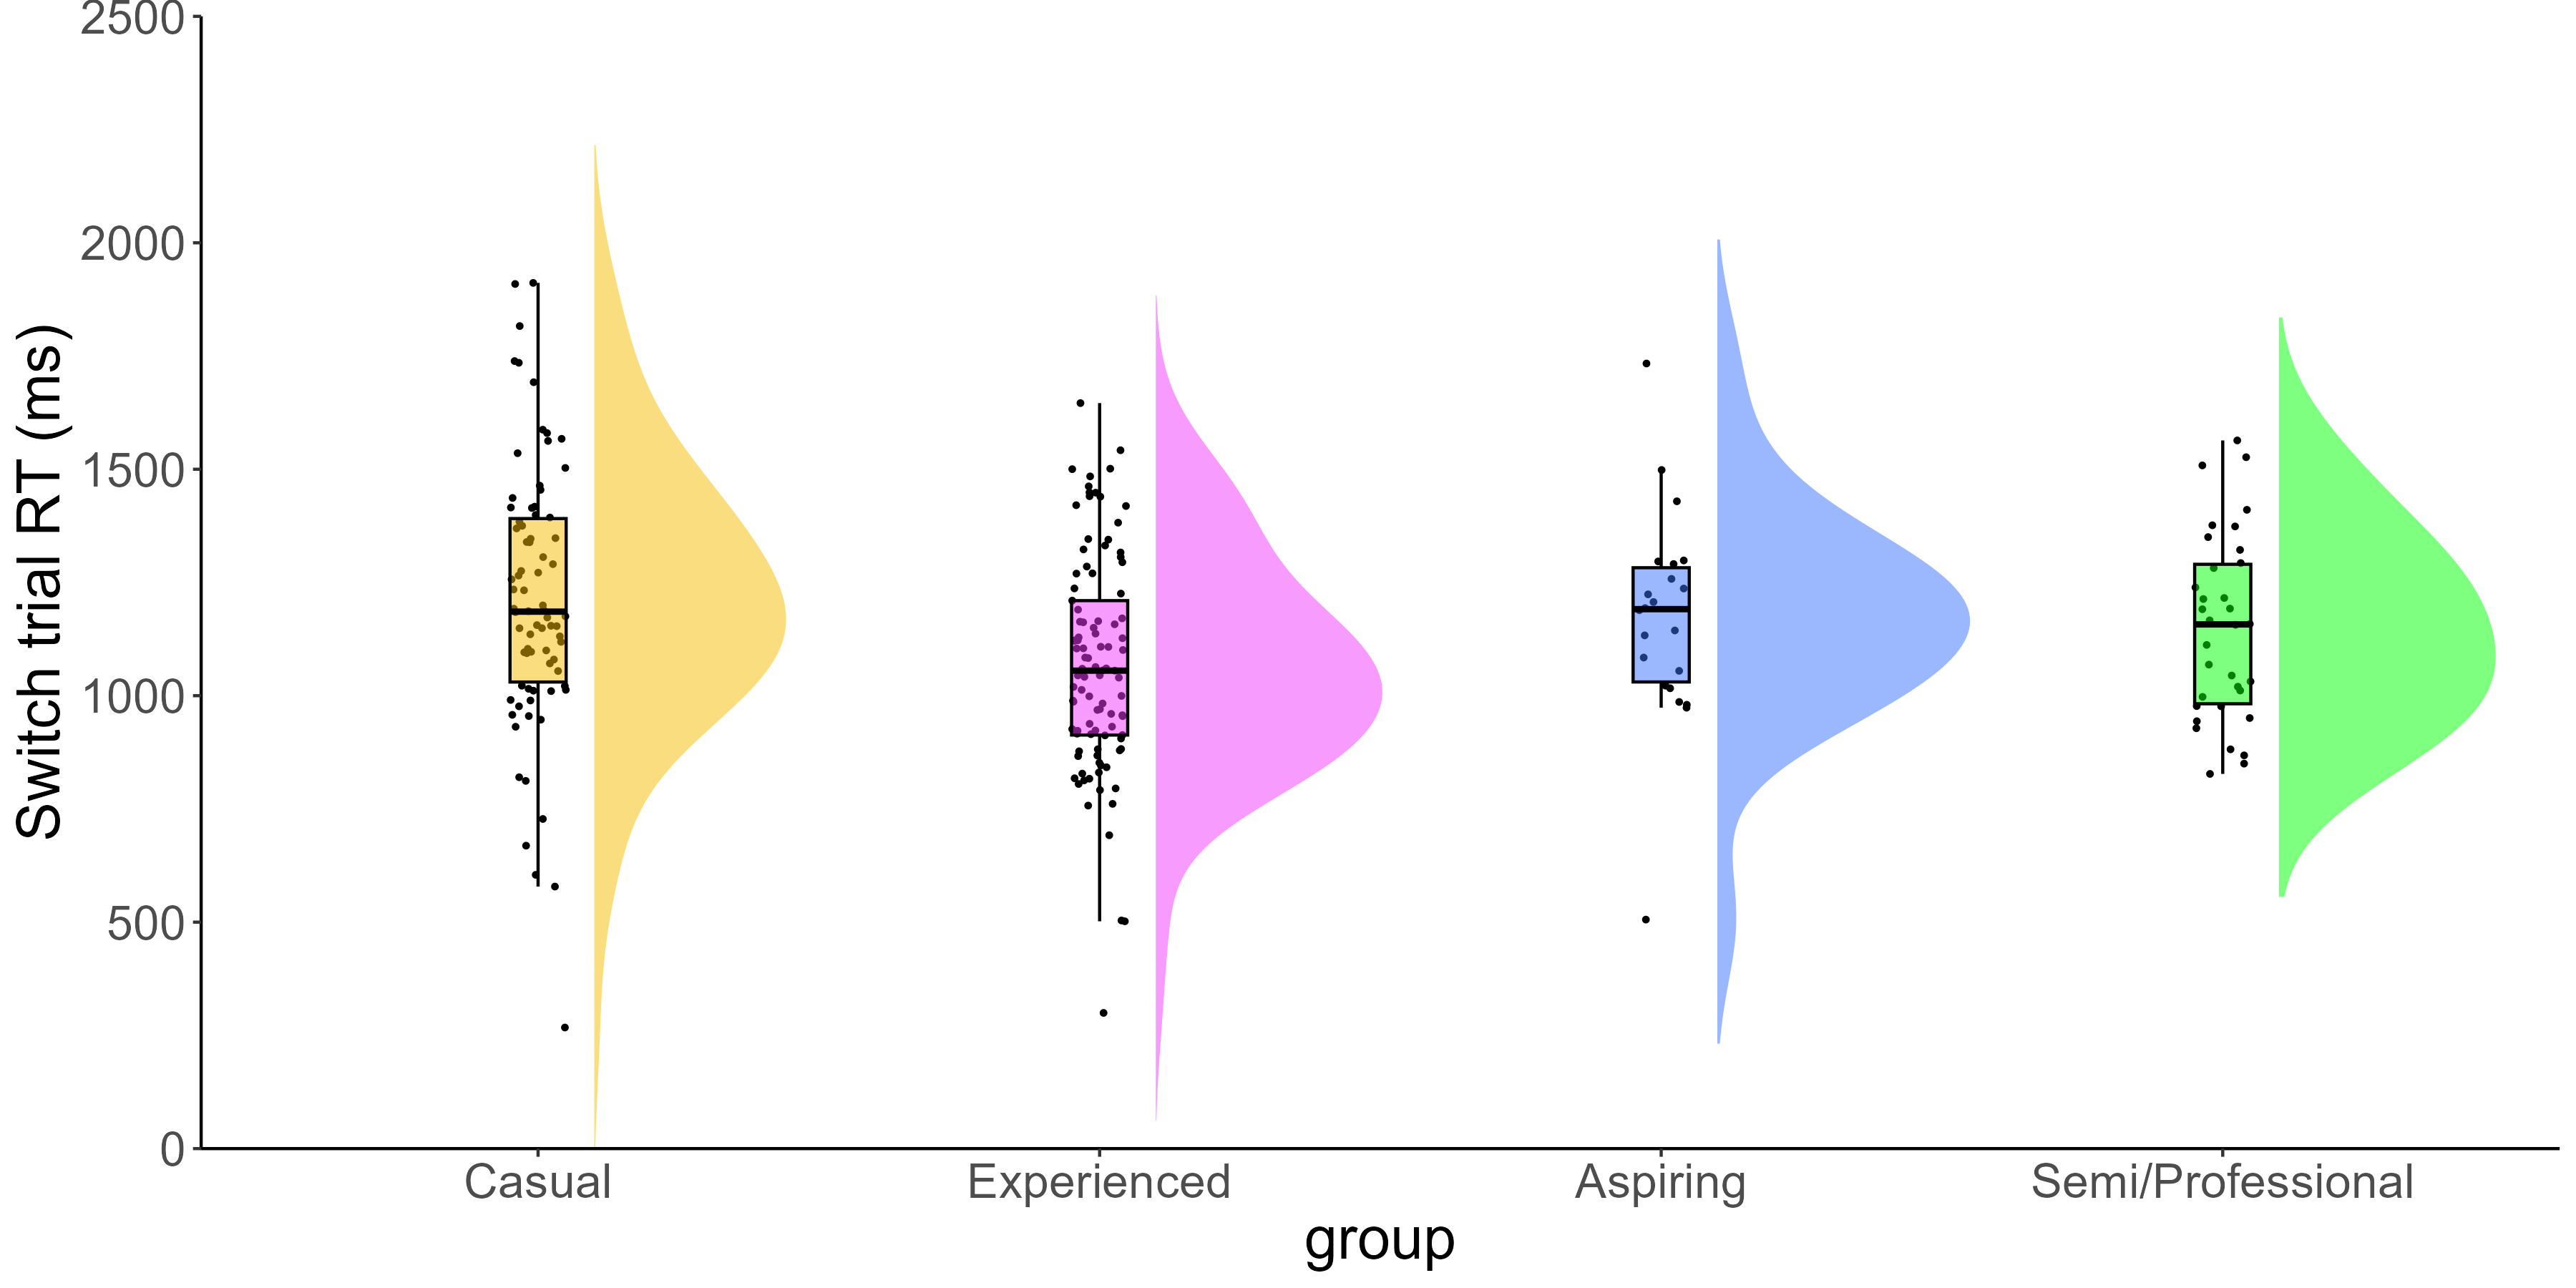 Switch trial RT (ms)
2500
2000
1500
1000
500
0
Casual Experienced Aspiring Semi/Professional
group